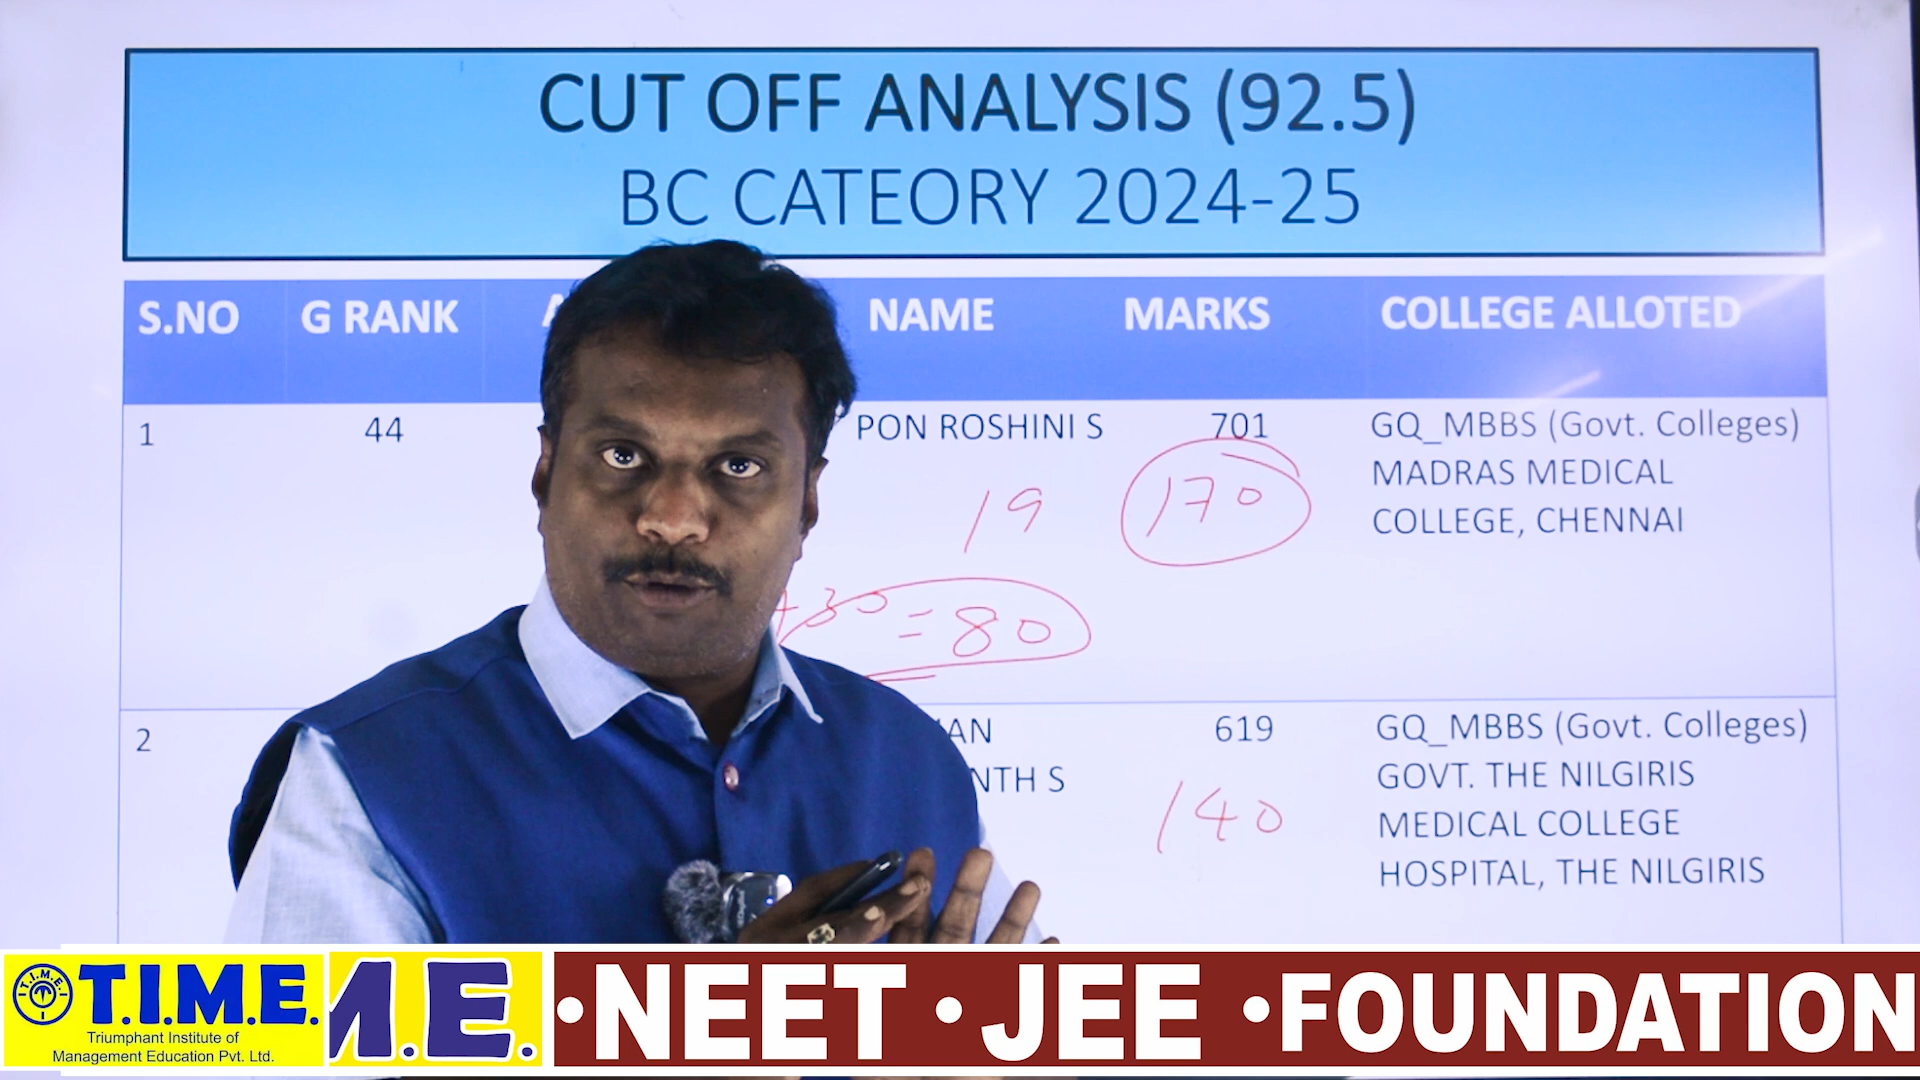 CUT OFF ANALYSIS (92.5)
BC CATEORY 2024-25
S.NO G RANK NAME MARKS COLLEGE ALLOTED
1 44 PON ROSHINI S 701 GQ_MBBS (Govt. Colleges)
MADRAS MEDICAL
COLLEGE, CHENNAI
19 170
+30 = 80
2 619 GQ_MBBS (Govt. Colleges)
NTH S GOVT. THE NILGIRIS
140 MEDICAL COLLEGE
HOSPITAL, THE NILGIRIS
T.I.M.E. M.E. •NEET •JEE •FOUNDATION
Triumphant Institute of
Management Education Pvt. Ltd.